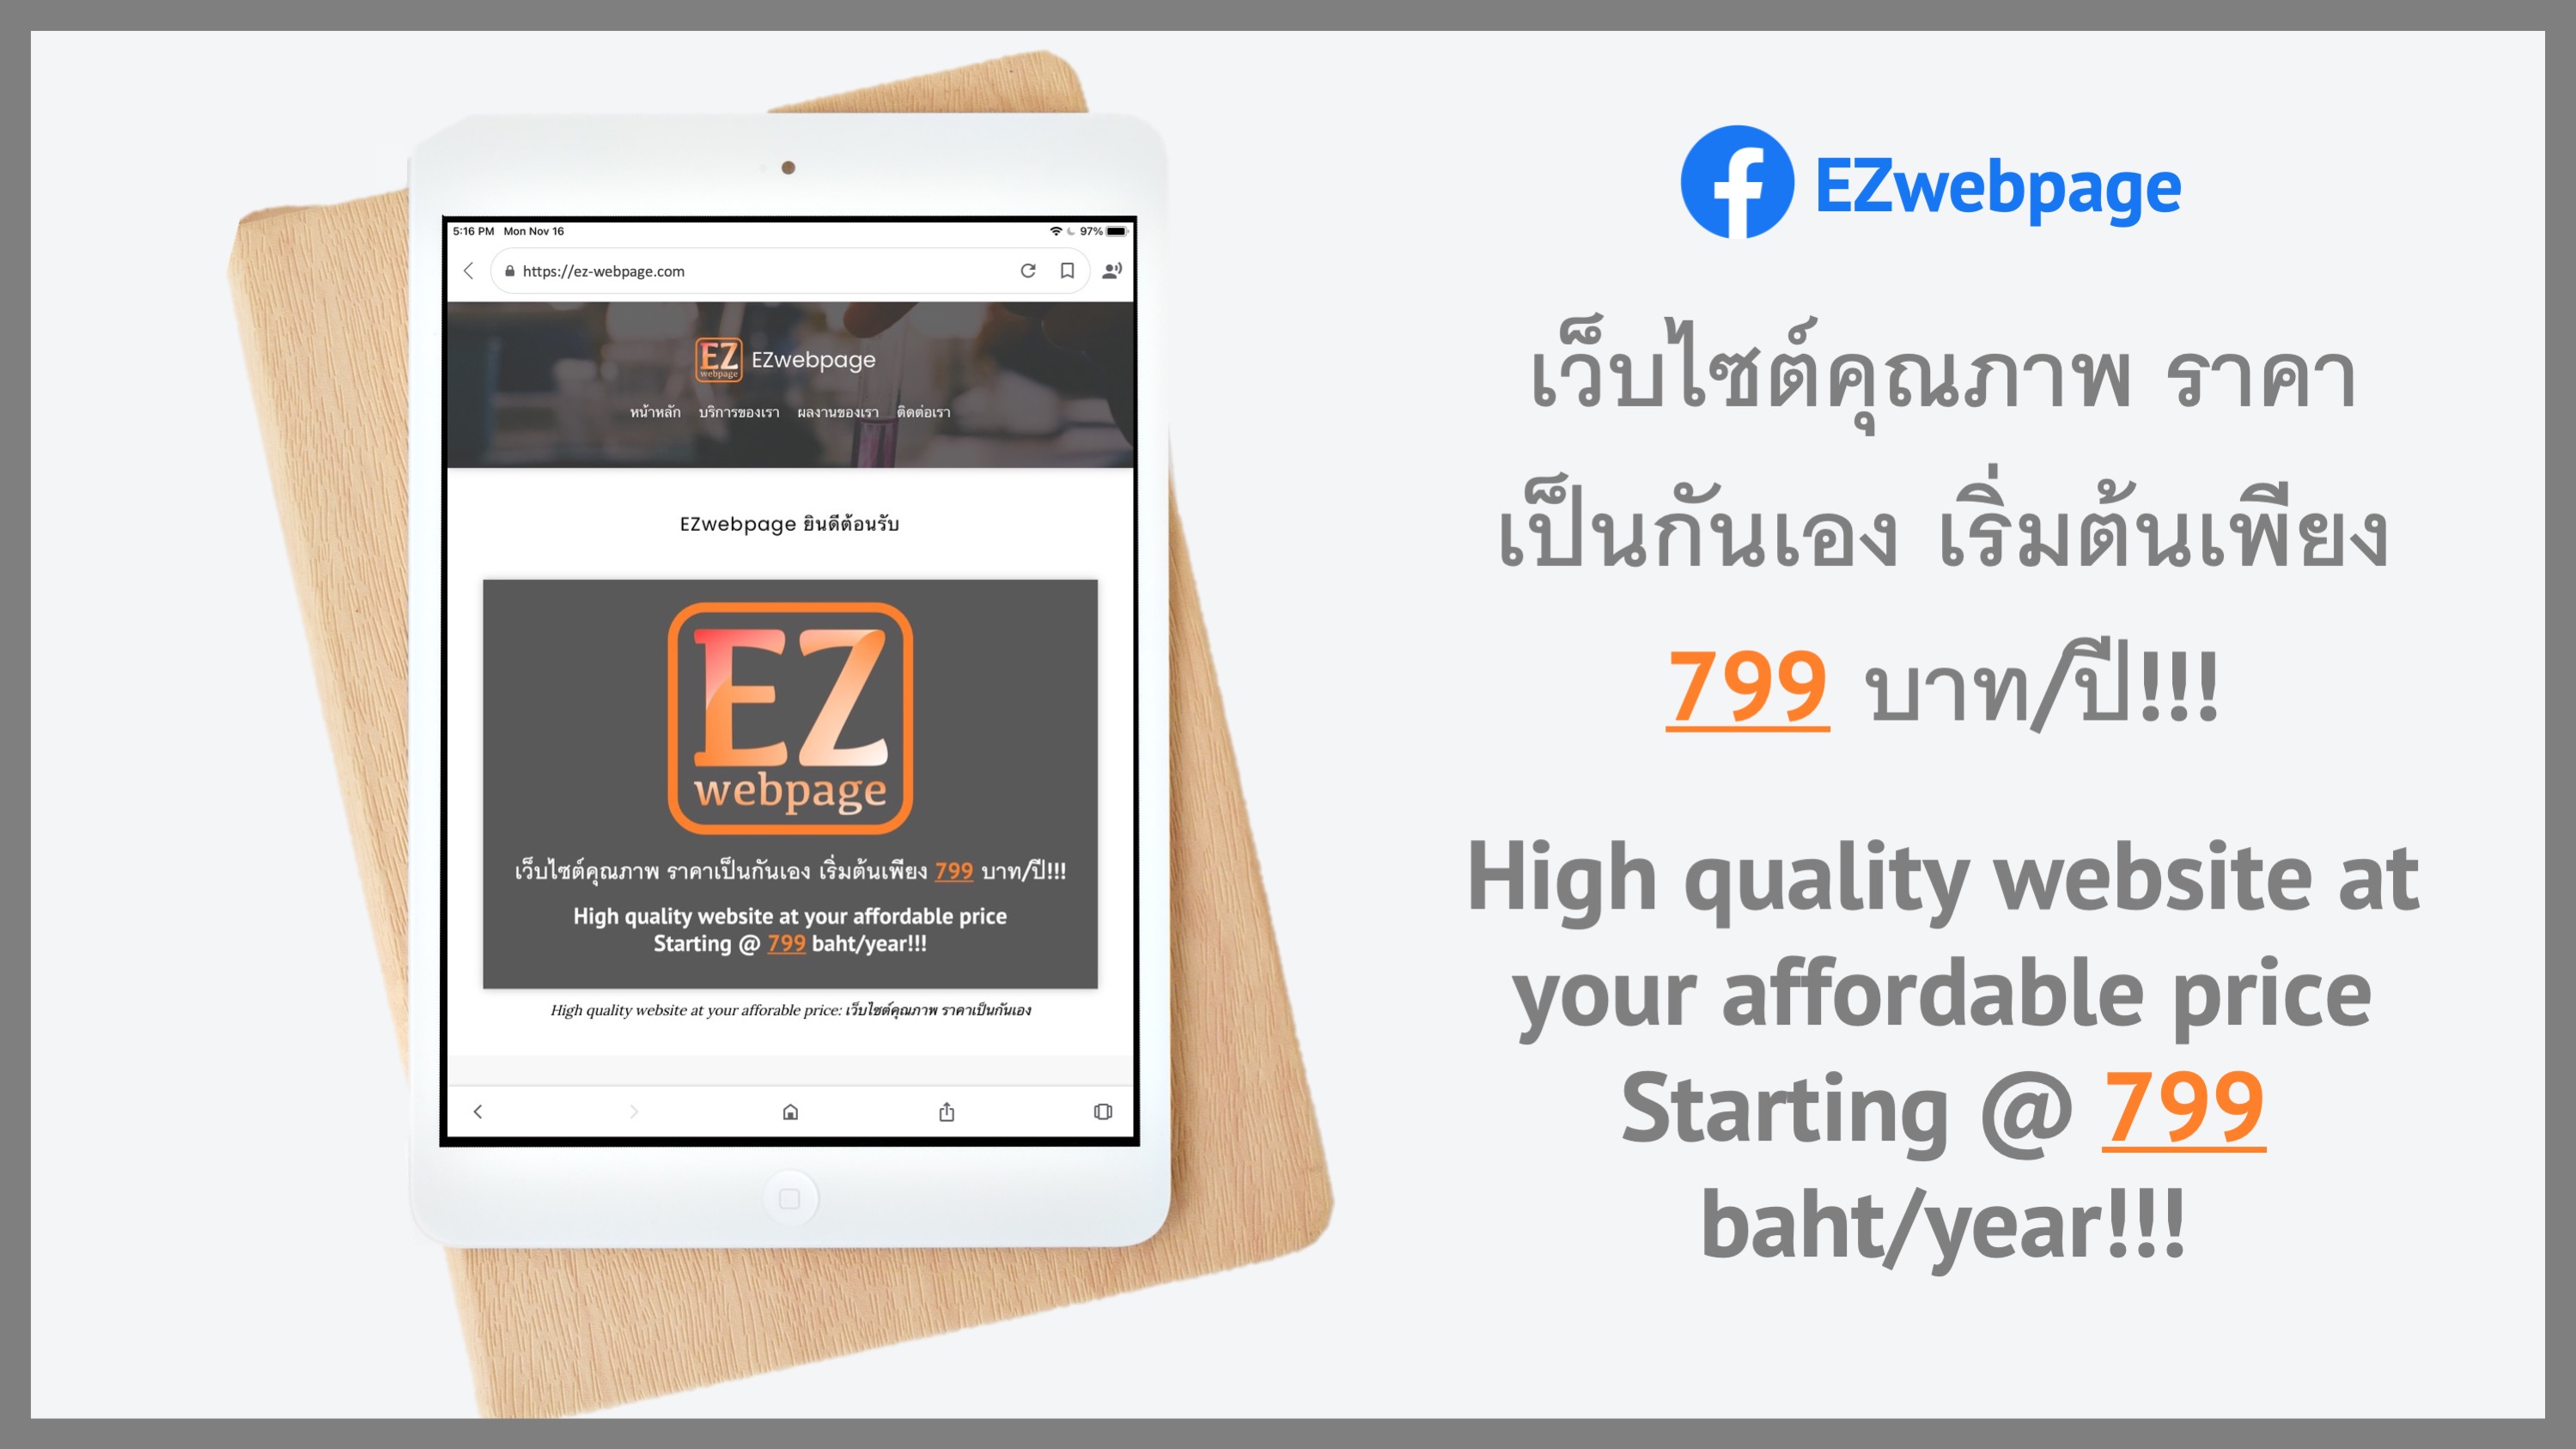 5:16 PM Mon Nov 16
97%
https://ez-webpage.com
EZ
webpage
EZwebpage
หน้าหลัก บริการของเรา ผลงานของเรา ติดต่อเรา
EZwebpage ยินดีต้อนรับ
EZ
webpage
เว็บไซต์คุณภาพ ราคาเป็นกันเอง เริ่มต้นเพียง 799 บาท/ปี!!!
High quality website at your affordable price
Starting @ 799 baht/year!!!
High quality website at your afforable price: เว็บไซต์คุณภาพ ราคาเป็นกันเอง
EZwebpage
เว็บไซต์คุณภาพ ราคา
เป็นกันเอง เริ่มต้นเพียง
799 บาท/ปี!!!
High quality website at
your affordable price
Starting @ 799
baht/year!!!